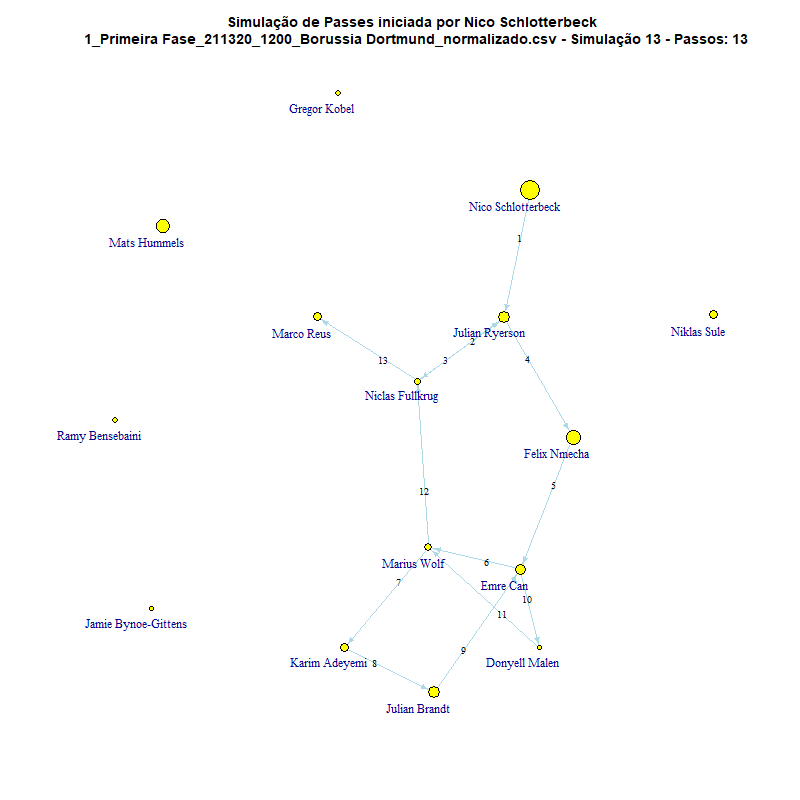 Simulação de Passes iniciada por Nico Schlotterbeck
1_Primeira Fase_211320_1200_Borussia Dortmund_normalizado.csv - Simulação 13 - Passos: 13
Gregor Kobel
Nico Schlotterbeck
Mats Hummels
1
Marco Reus
Julian Ryerson
Niklas Sule
2
13
3
4
Niclas Fullkrug
Ramy Bensebaini
Felix Nmecha
5
12
Marius Wolf
6
7
Emre Can
10
11
Jamie Bynoe-Gittens
9
Karim Adeyemi
8
Donyell Malen
Julian Brandt